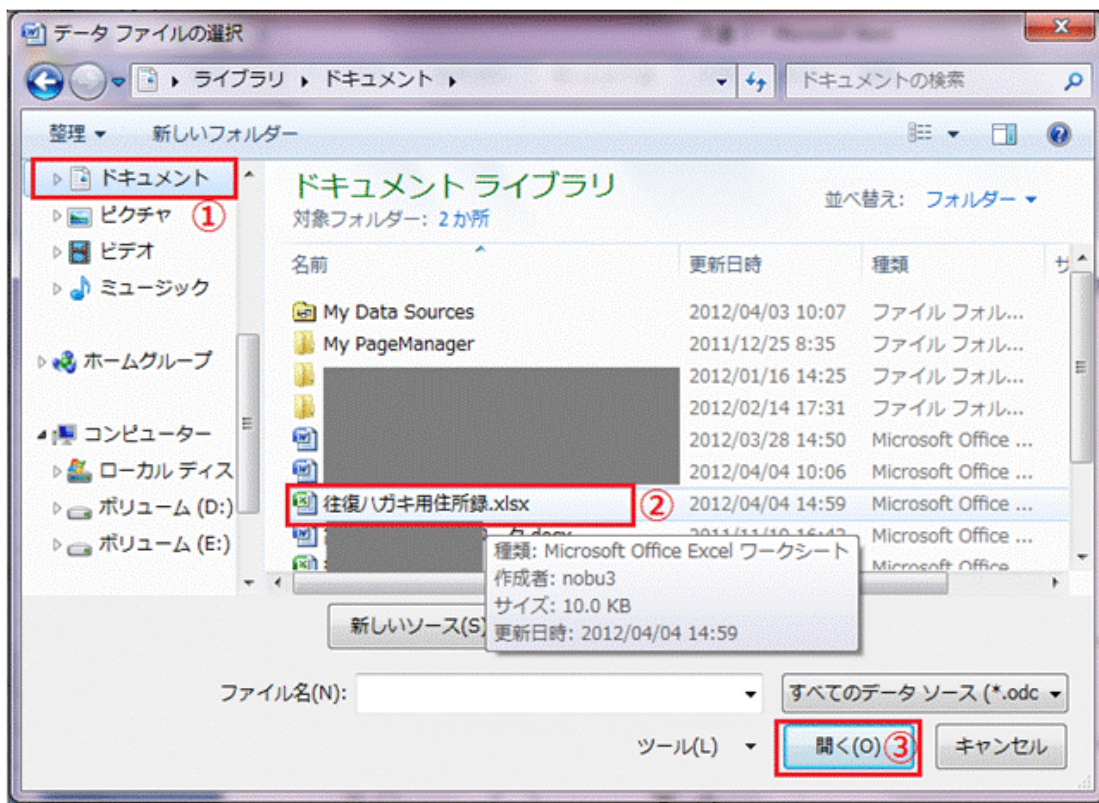 データ ファイルの選択
ライブラリ ドキュメント
ドキュメントの検索
整理 新しいフォルダー
ドキュメント
①
ピクチャ
ビデオ
ミュージック
ホームグループ
コンピューター
ローカル ディス
ボリューム (D:)
ボリューム (E:)
ドキュメント ライブラリ
対象フォルダー: 2 か所
並べ替え: フォルダー
名前 更新日時 種類 サ
My Data Sources 2012/04/03 10:07 ファイル フォル...
My PageManager 2011/12/25 8:35 ファイル フォル...
2012/01/16 14:25 ファイル フォル...
2012/02/14 17:31 ファイル フォル...
2012/03/28 14:50 Microsoft Office ...
2012/04/04 10:06 Microsoft Office ...
往復ハガキ用住所録.xlsx ② 2012/04/04 14:59 Microsoft Office ...
Microsoft Office ...
Microsoft Office
種類: Microsoft Office Excel ワークシート
作成者: nobu3
サイズ: 10.0 KB
更新日時: 2012/04/04 14:59
新しいソース(S)
ファイル名(N):
すべてのデータ ソース (*.odc
ツール(L) 開く(O) ③ キャンセル